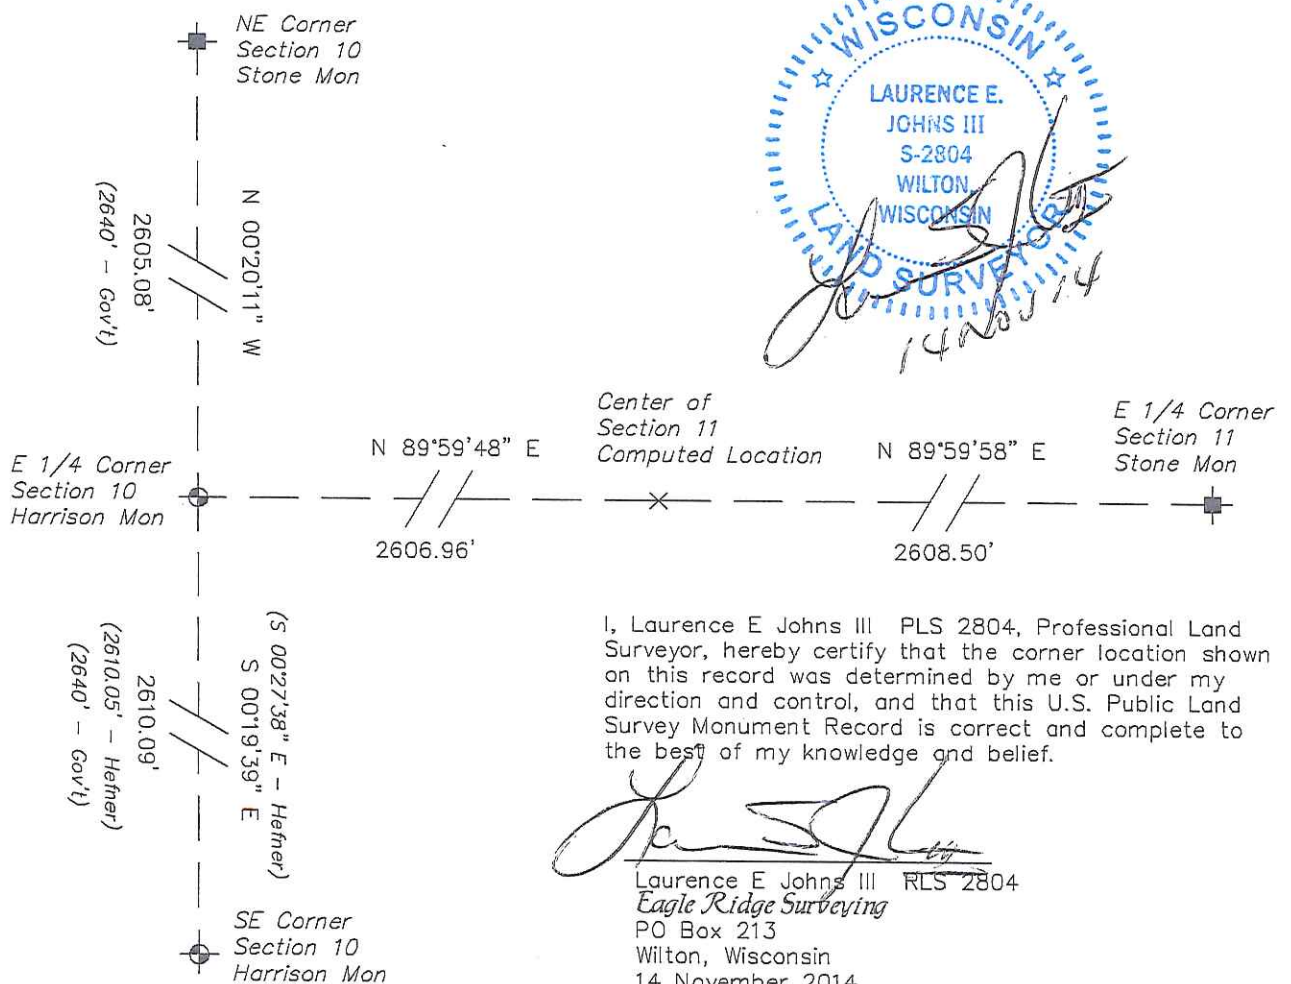 NE Corner
Section 10
Stone Mon
WISCONSIN
LAURENCE E.
JOHNS III
S-2804
WILTON,
WISCONSIN
LAND SURVEYOR
14 NOV 14
N 00°20'11" W
2605.08'
(2640' - Gov't)
E 1/4 Corner
Section 10
Harrison Mon
N 89°59'48" E
2606.96'
Center of
Section 11
Computed Location
N 89°59'58" E
2608.50'
E 1/4 Corner
Section 11
Stone Mon
(S 00°27'38" E - Hefner)
S 00°19'39" E
2610.09'
(2610.05' - Hefner)
(2640' - Gov't)
SE Corner
Section 10
Harrison Mon
I, Laurence E Johns III PLS 2804, Professional Land
Surveyor, hereby certify that the corner location shown
on this record was determined by me or under my
direction and control, and that this U.S. Public Land
Survey Monument Record is correct and complete to
the best of my knowledge and belief.
Laurence E Johns III RLS 2804
Eagle Ridge Surveying
PO Box 213
Wilton, Wisconsin
14 November 2014